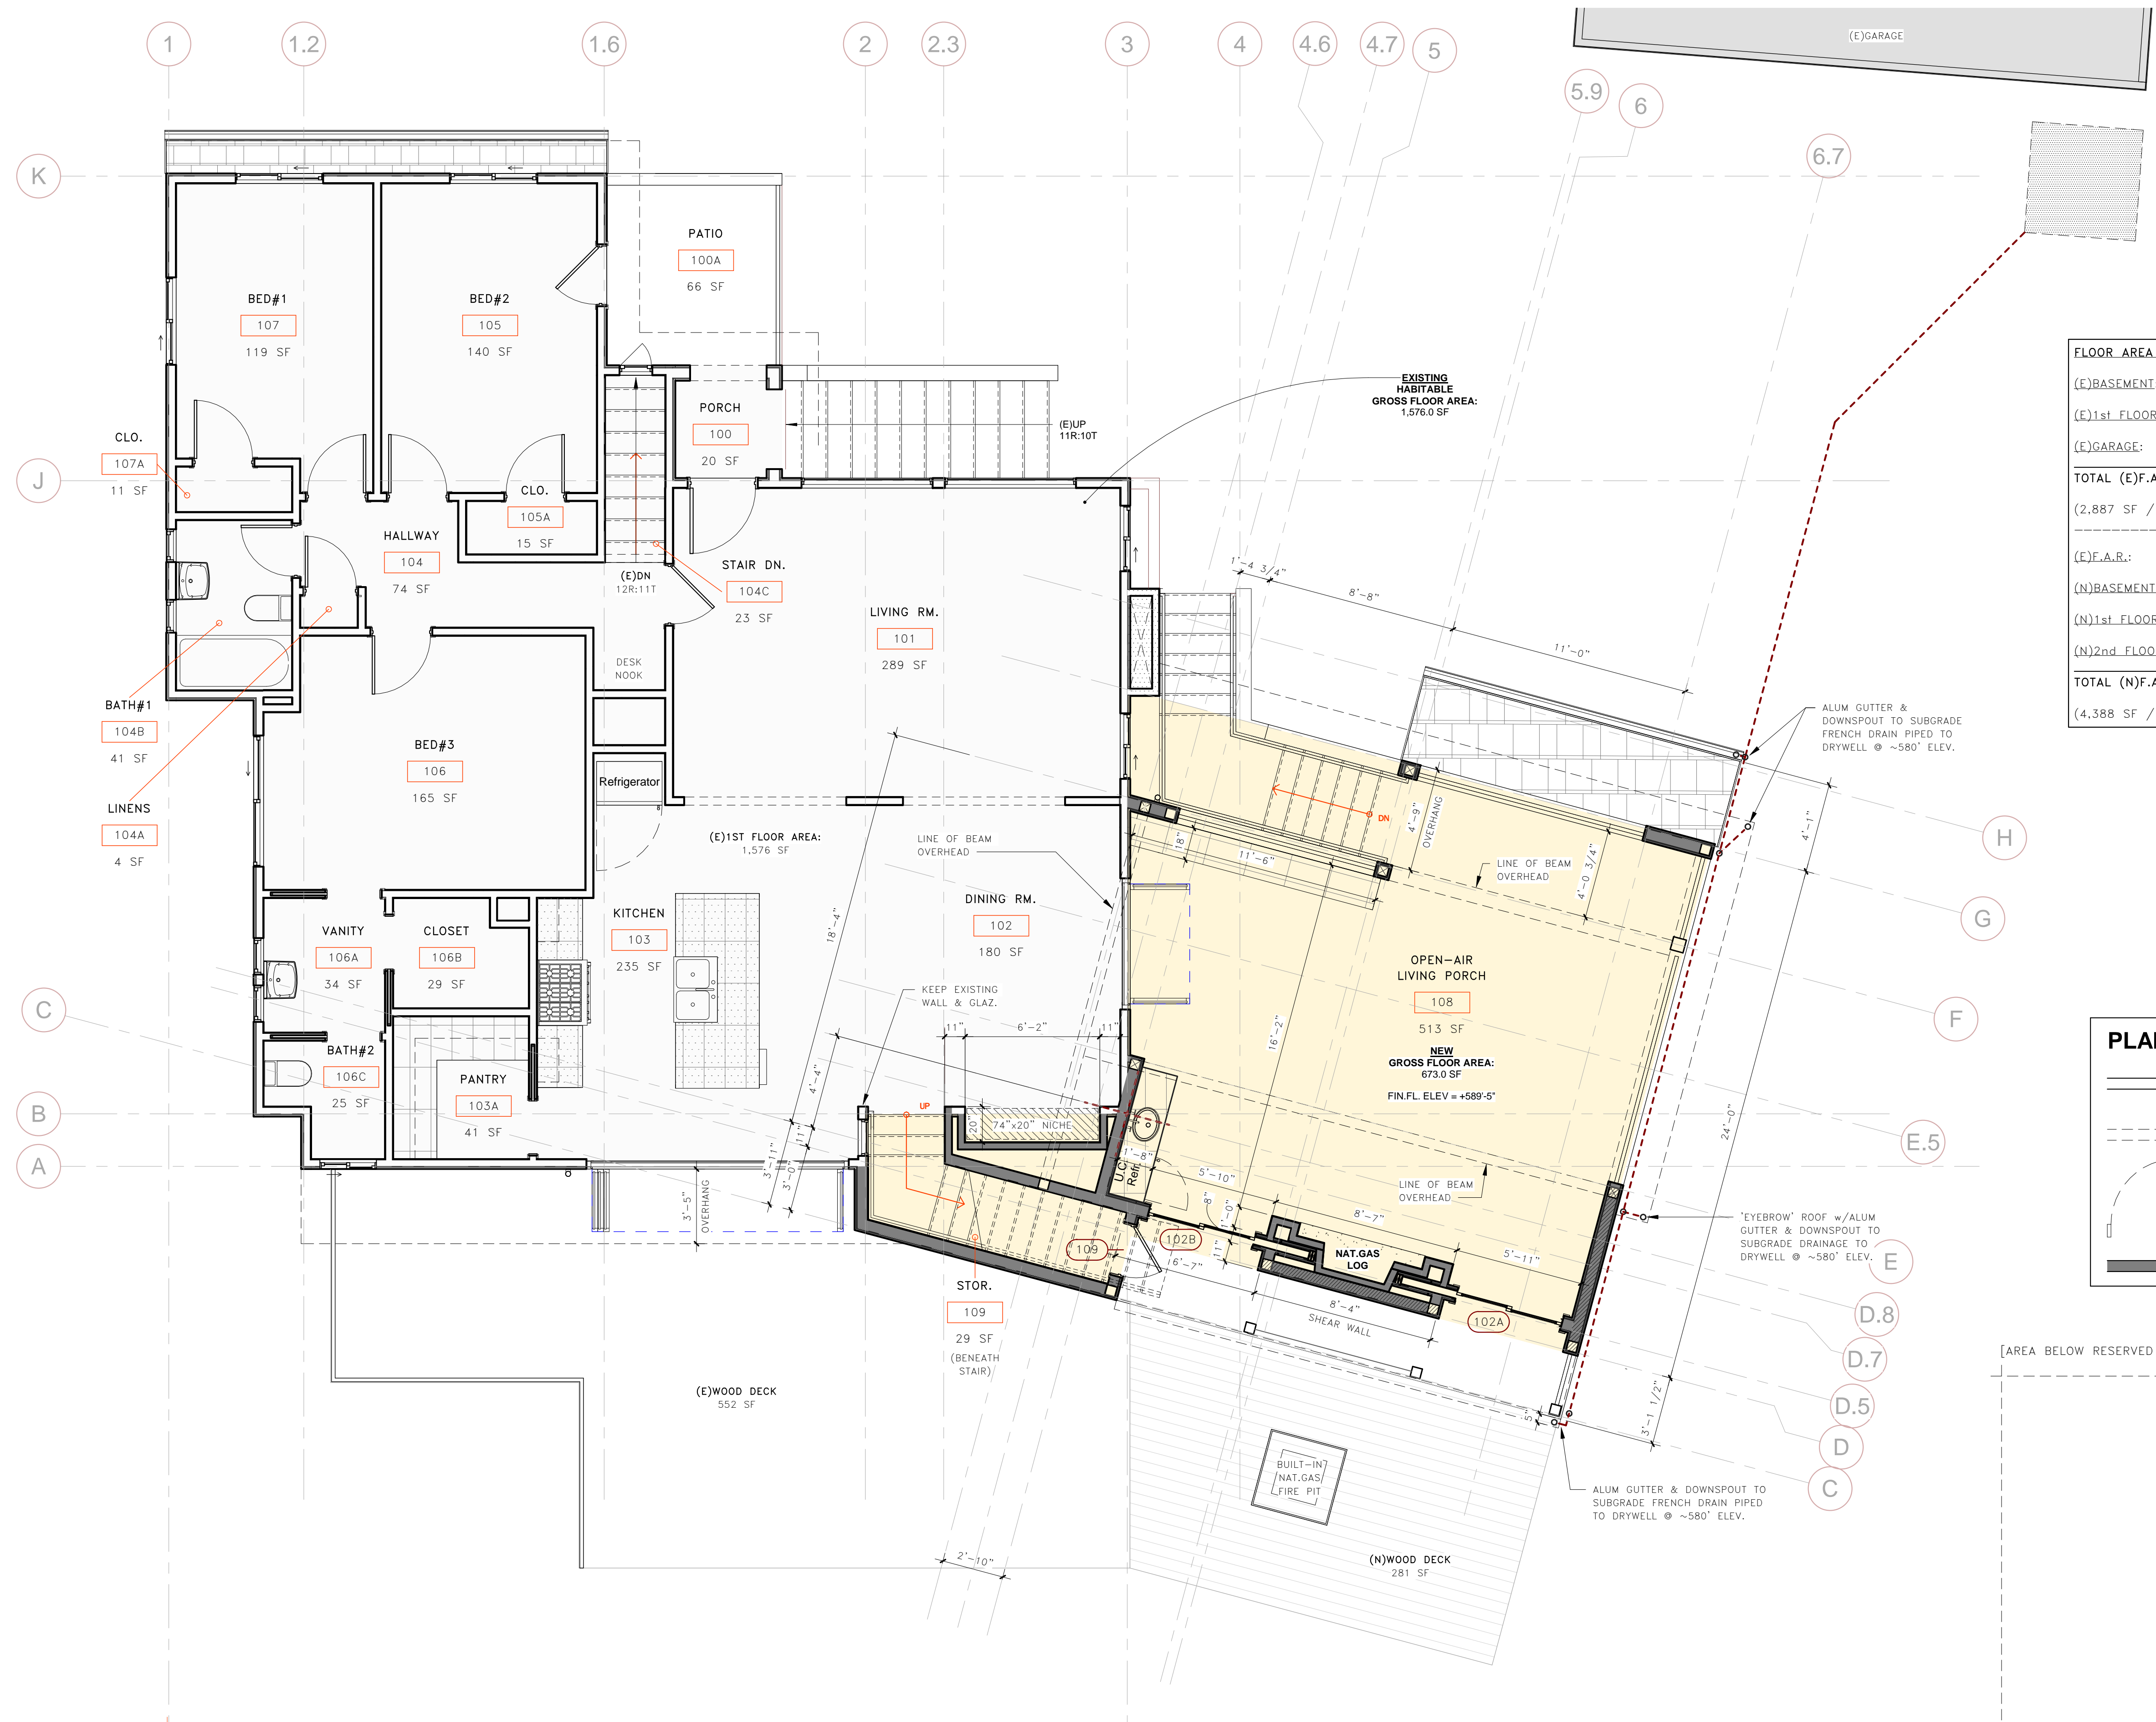 1
1.2
1.6
2
2.3
3
4
4.6
4.7
5
5.9
6
6.7
(E)GARAGE
K
J
C
B
A
H
G
F
E.5
E
D.8
D.7
D.5
D
C
PATIO
100A
66 SF
BED#1
107
119 SF
BED#2
105
140 SF
PORCH
100
20 SF
(E)UP
11R:10T
EXISTING
HABITABLE
GROSS FLOOR AREA:
1,576.0 SF
CLO.
107A
11 SF
CLO.
105A
15 SF
HALLWAY
104
74 SF
(E)DN
12R:11T
STAIR DN.
104C
23 SF
LIVING RM.
101
289 SF
DESK
NOOK
BATH#1
104B
41 SF
LINENS
104A
4 SF
BED#3
106
165 SF
Refrigerator
(E)1ST FLOOR AREA:
1,576 SF
LINE OF BEAM
OVERHEAD
KITCHEN
103
235 SF
DINING RM.
102
180 SF
VANITY
106A
34 SF
CLOSET
106B
29 SF
KEEP EXISTING
WALL & GLAZ.
BATH#2
106C
25 SF
PANTRY
103A
41 SF
18'-4"
4'-4"
11"
3'-11"
3'-0"
11"
6'-2"
11"
20"
74"x20" NICHE
UP
3'-5"
OVERHANG
STOR.
109
29 SF
(BENEATH
STAIR)
(E)WOOD DECK
552 SF
2'-10"
1'-4 3/4"
8'-8"
11'-0"
DN
4'-9"
OVERHANG
18"
11'-6"
LINE OF BEAM
OVERHEAD
4'-0 3/4"
4'-1"
24'-0"
3'-1 1/2"
5"
OPEN-AIR
LIVING PORCH
108
513 SF
NEW
GROSS FLOOR AREA:
673.0 SF
FIN.FL. ELEV = +589'-5"
16'-2"
LINE OF BEAM
OVERHEAD
1'-8"
U.C.
Refr.
5'-10"
8"
1'-0"
11"
8'-7"
5'-11"
109
102B
6'-7"
NAT.GAS
LOG
8'-4"
SHEAR WALL
102A
BUILT-IN
NAT.GAS
FIRE PIT
(N)WOOD DECK
281 SF
ALUM GUTTER &
DOWNSPOUT TO SUBGRADE
FRENCH DRAIN PIPED TO
DRYWELL @ ~580' ELEV.
'EYEBROW' ROOF w/ALUM
GUTTER & DOWNSPOUT TO
SUBGRADE DRAINAGE TO
DRYWELL @ ~580' ELEV.
ALUM GUTTER & DOWNSPOUT TO
SUBGRADE FRENCH DRAIN PIPED
TO DRYWELL @ ~580' ELEV.
FLOOR AREA
(E)BASEMENT
(E)1st FLOOR
(E)GARAGE:
TOTAL (E)F.A
(2,887 SF /
(E)F.A.R.:
(N)BASEMENT
(N)1st FLOOR
(N)2nd FLOO
TOTAL (N)F.A
(4,388 SF /
PLA
[AREA BELOW RESERVED